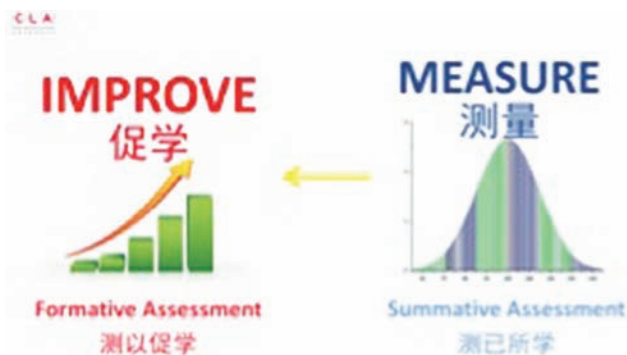 CLA
IMPROVE
促学
Formative Assessment
测以促学
MEASURE
测量
Summative Assessment
测已所学